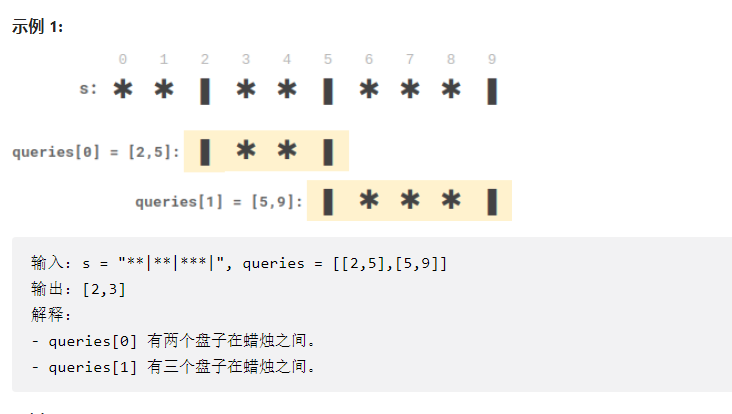 示例 1:
0 1 2 3 4 5 6 7 8 9
s: * * | * * | * * * |
queries[0] = [2,5]: | * * |
queries[1] = [5,9]: | * * * |
输入：s = "**|**|***|", queries = [[2,5],[5,9]]
输出：[2,3]
解释：
- queries[0] 有两个盘子在蜡烛之间。
- queries[1] 有三个盘子在蜡烛之间。